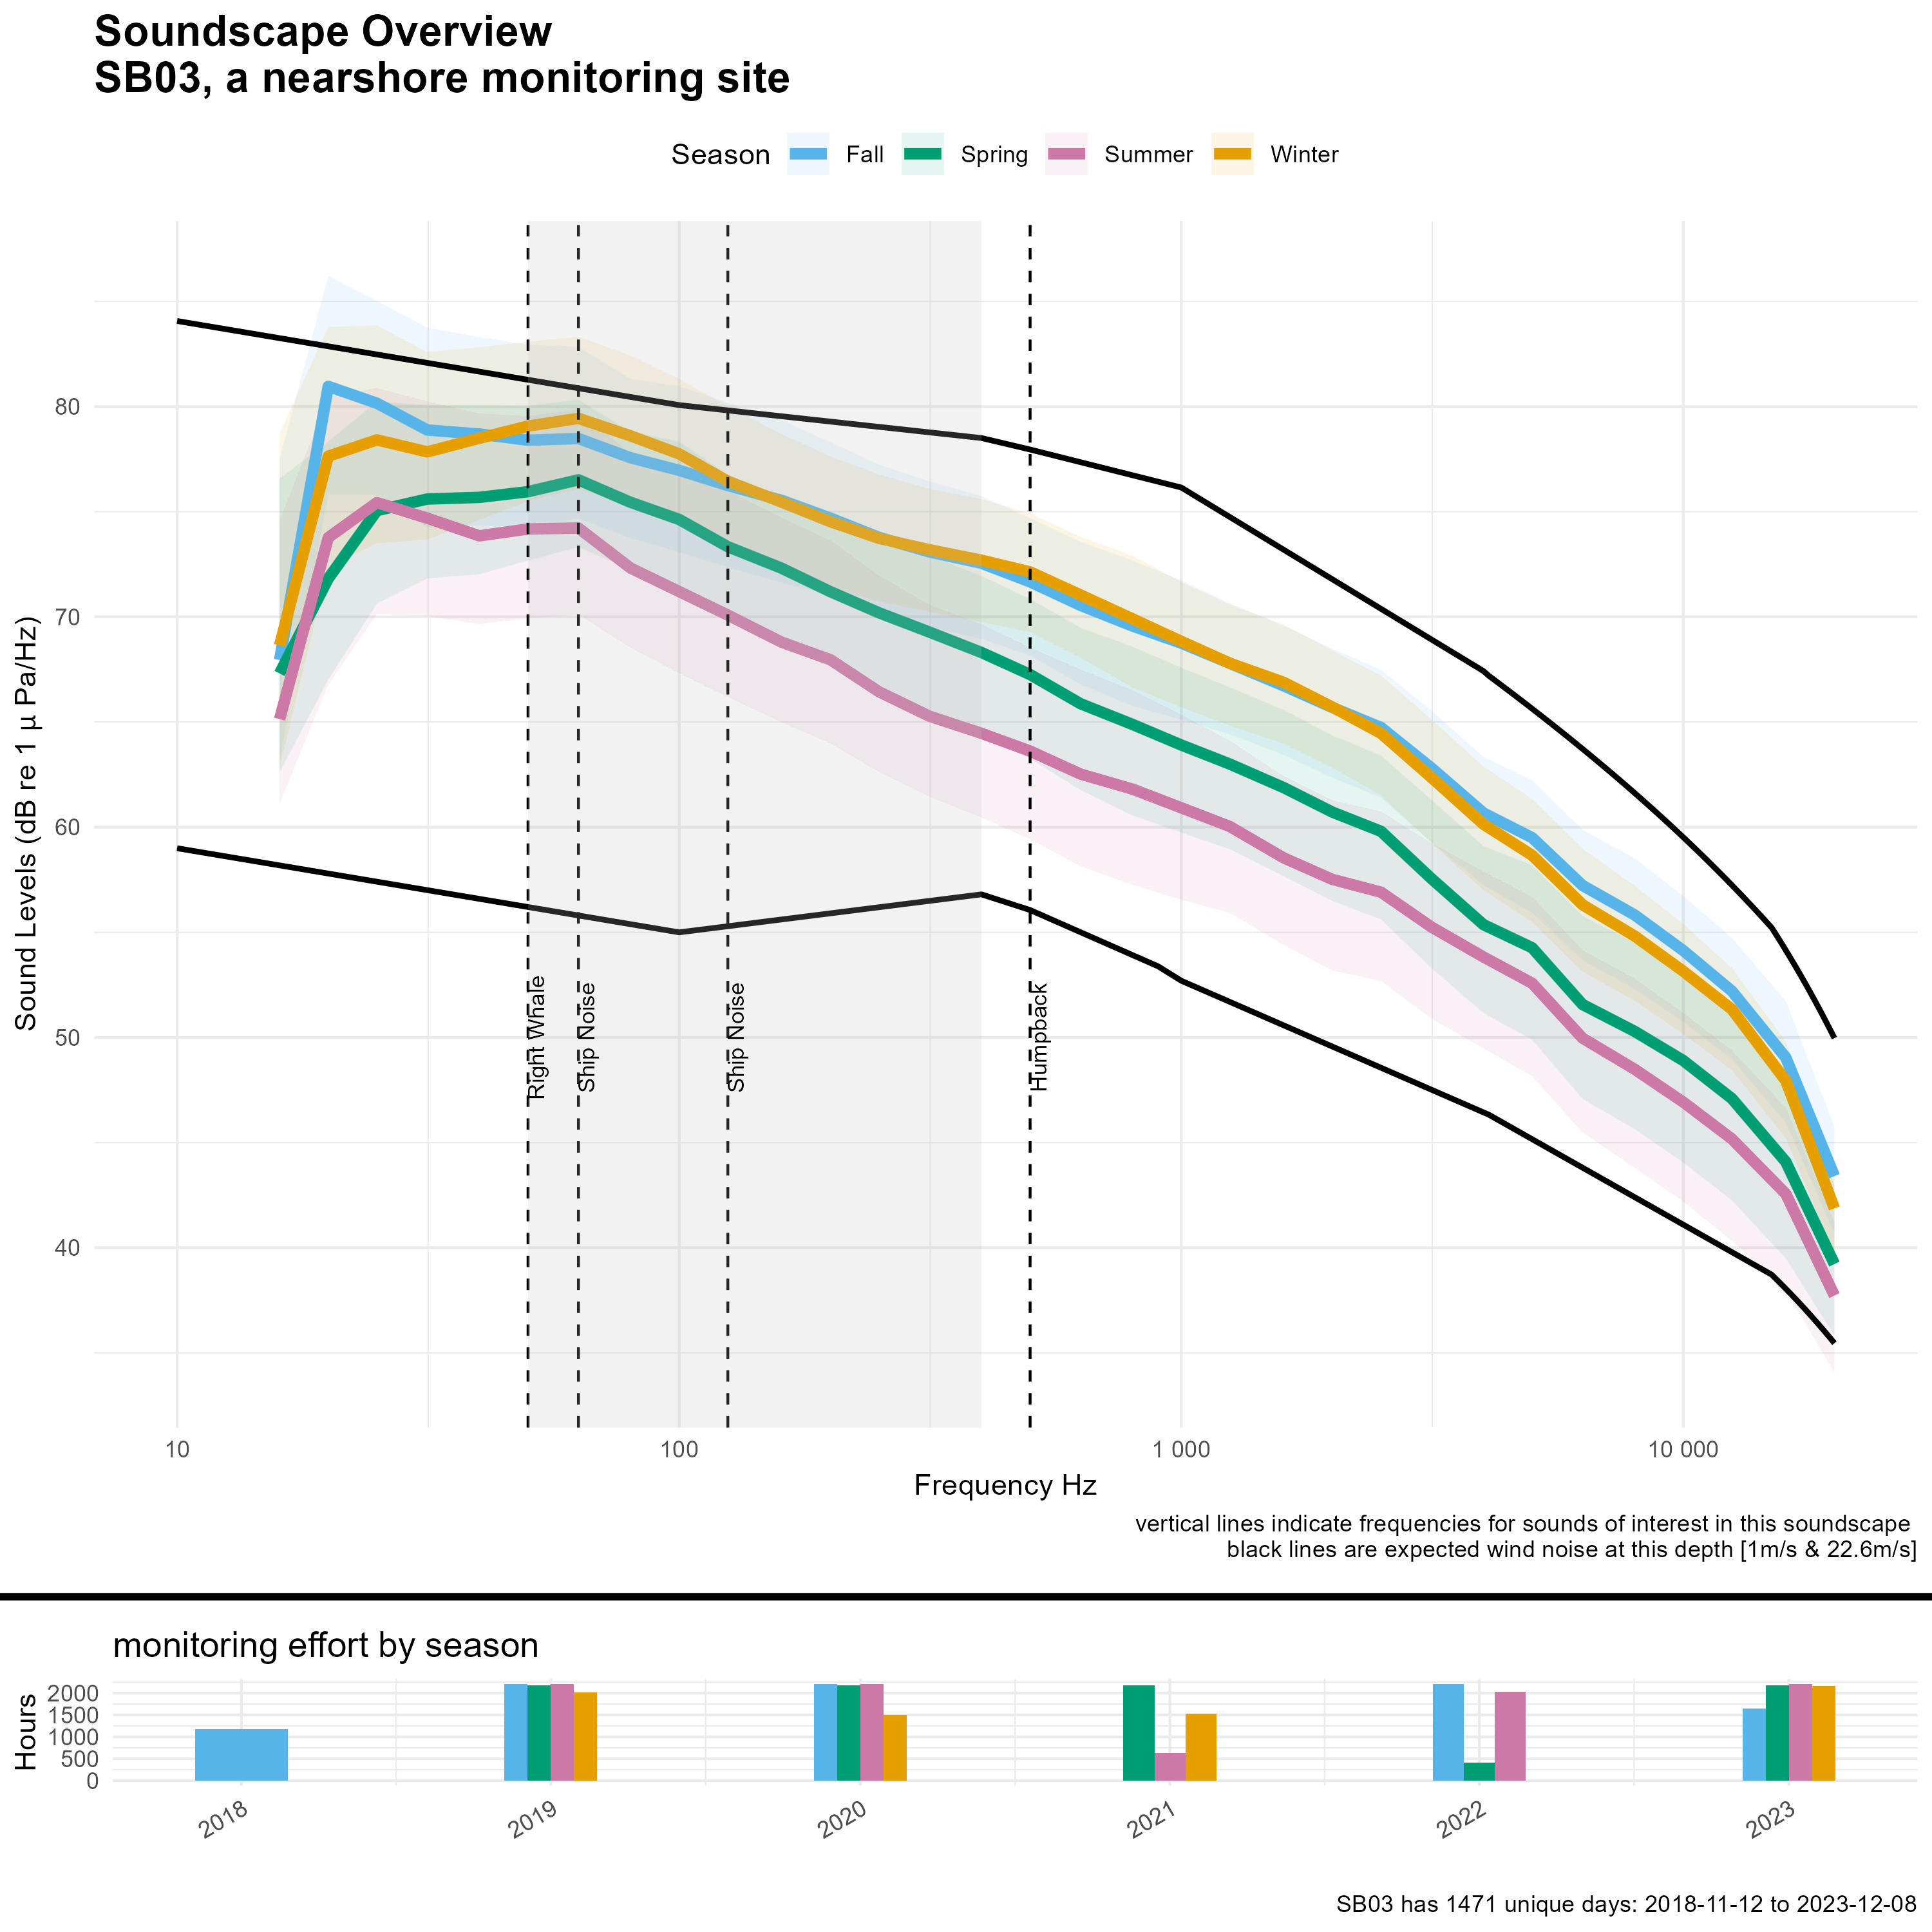 Soundscape Overview
SB03, a nearshore monitoring site
Season Fall Spring Summer Winter
Sound Levels (dB re 1 µ Pa/Hz)
80
70
60
50
40
Right Whale
Ship Noise
Ship Noise
Humpback
10 100 1 000 10 000
Frequency Hz
vertical lines indicate frequencies for sounds of interest in this soundscape
black lines are expected wind noise at this depth [1m/s & 22.6m/s]
monitoring effort by season
Hours
2000
1500
1000
500
0
2018 2019 2020 2021 2022 2023
SB03 has 1471 unique days: 2018-11-12 to 2023-12-08